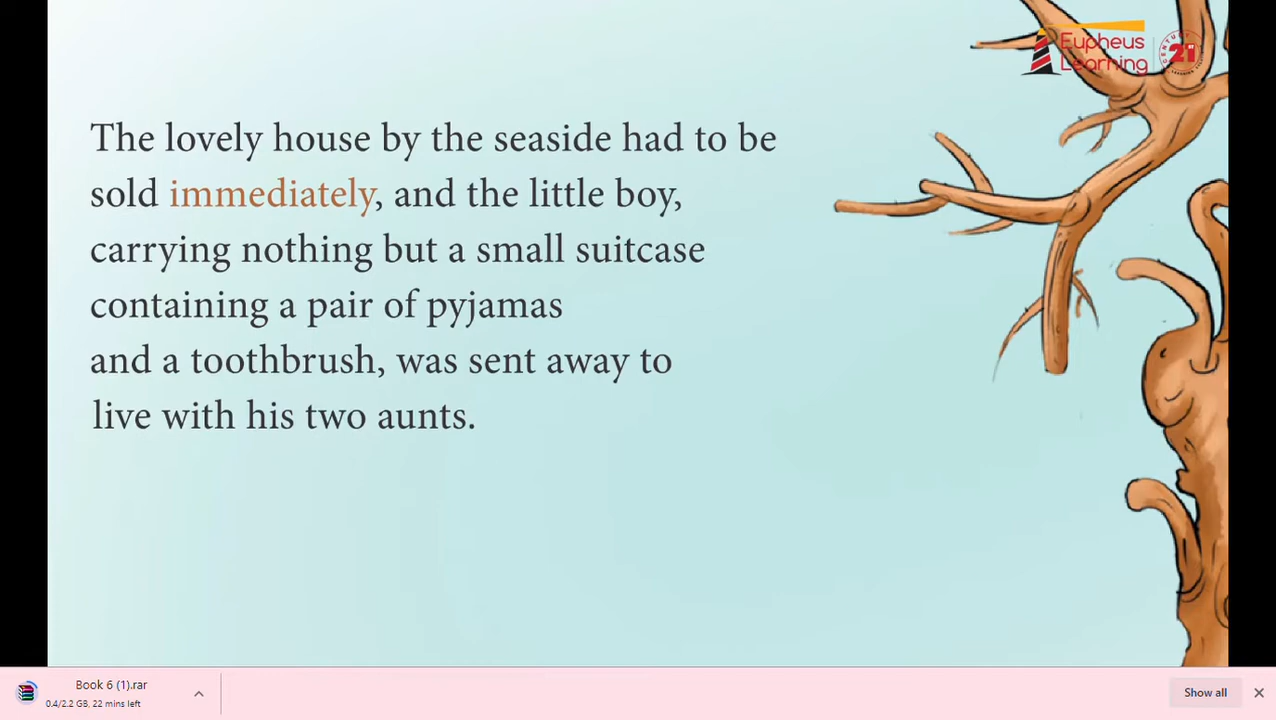 Eupheus
Learning
CENTURY
21st
The lovely house by the seaside had to be
sold immediately, and the little boy,
carrying nothing but a small suitcase
containing a pair of pyjamas
and a toothbrush, was sent away to
live with his two aunts.
Book 6 (1).rar
0.4/2.2 GB, 22 mins left
Show all